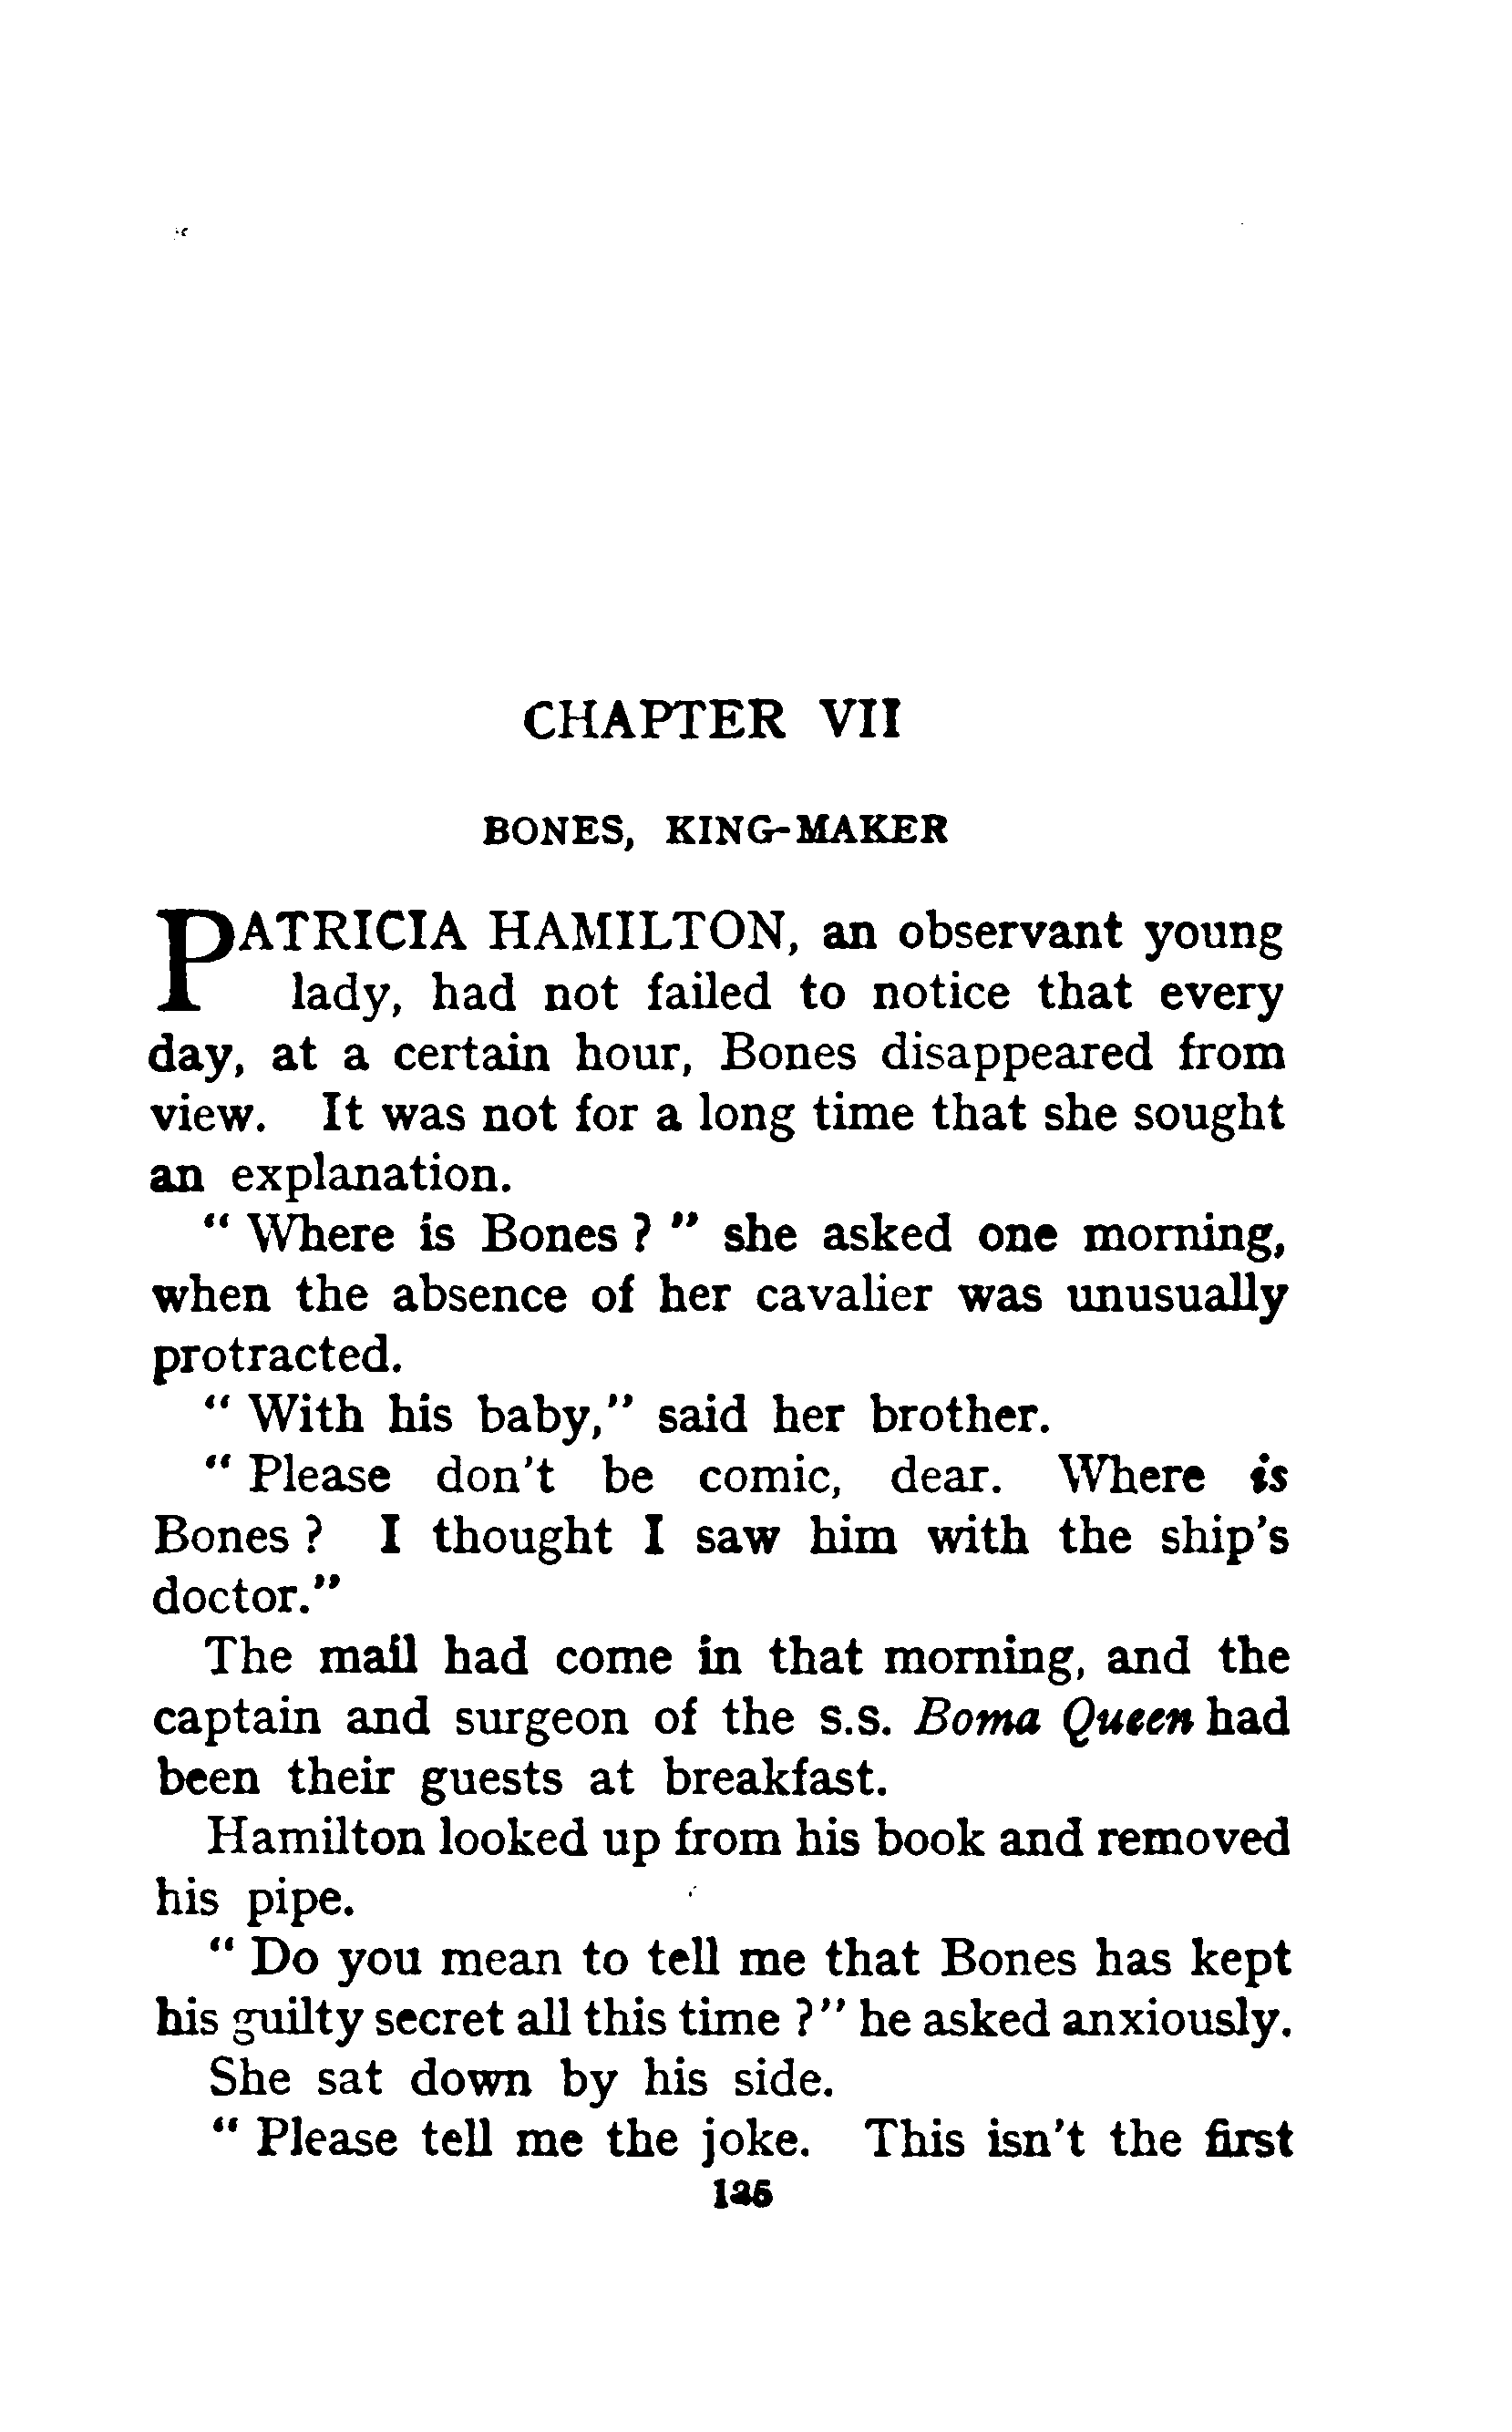 CHAPTER VII
BONES, KING-MAKER
PATRICIA HAMILTON, an observant young
lady, had not failed to notice that every
day, at a certain hour, Bones disappeared from
view. It was not for a long time that she sought
an explanation.
" Where is Bones ? " she asked one morning,
when the absence of her cavalier was unusually
protracted.
" With his baby," said her brother.
" Please don't be comic, dear. Where is
Bones ? I thought I saw him with the ship's
doctor."
The mail had come in that morning, and the
captain and surgeon of the s.s. Boma Queen had
been their guests at breakfast.
Hamilton looked up from his book and removed
his pipe.
" Do you mean to tell me that Bones has kept
his guilty secret all this time ?" he asked anxiously.
She sat down by his side.
" Please tell me the joke. This isn't the first
125